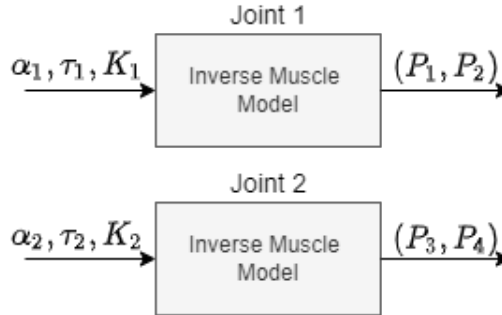 Joint 1
α₁, τ₁, K₁
Inverse Muscle
Model
(P₁, P₂)
Joint 2
α₂, τ₂, K₂
Inverse Muscle
Model
(P₃, P₄)